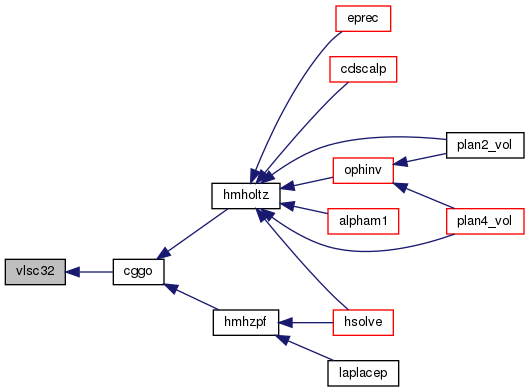 eprec
cdscalp
plan2_vol
ophinv
hmholtz
alpham1
plan4_vol
vlsc32
cggo
hmhzpf
hsolve
laplacep